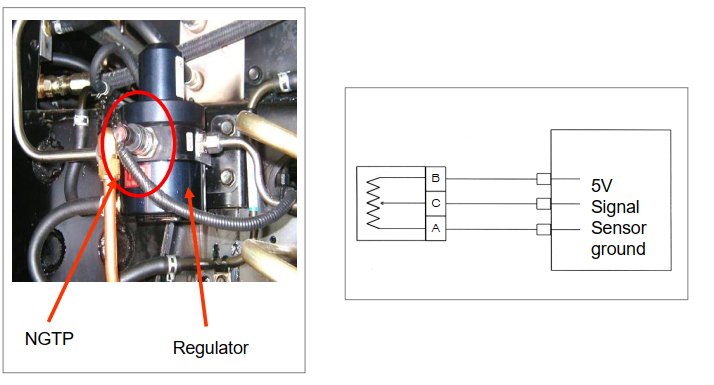 NGTP
Regulator
B
C
A
5V
Signal
Sensor
ground